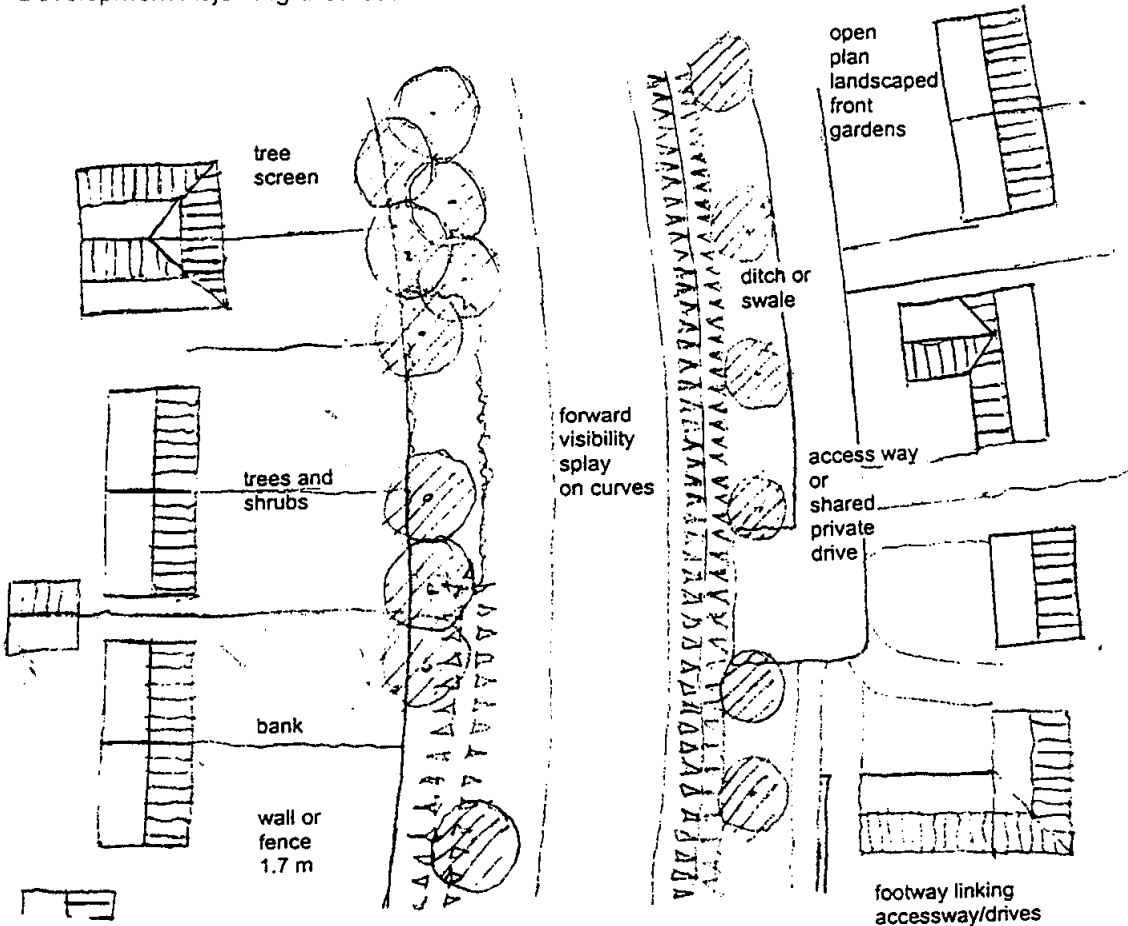 open
plan
landscaped
front
gardens
tree
screen
ditch or
swale
forward
visibility
splay
on curves
access way
or
shared
private
drive
trees and
shrubs
bank
wall or
fence
1.7 m
footway linking
accessway/drives